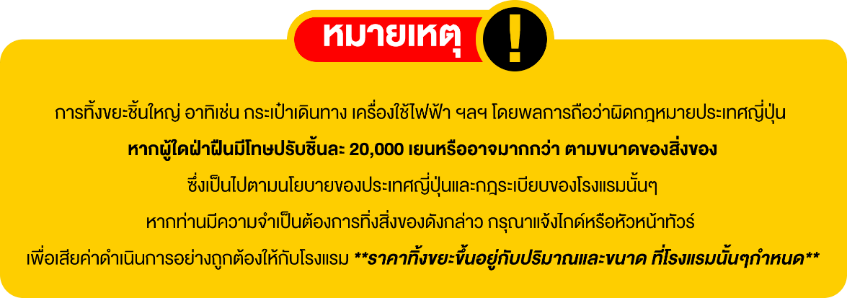 หมายเหตุ !
การทิ้งขยะชิ้นใหญ่ อาทิเช่น กระเป๋าเดินทาง เครื่องใช้ไฟฟ้า ฯลฯ โดยพลการถือว่าผิดกฎหมายประเทศญี่ปุ่น
หากผู้ใดฝ่าฝืนมีโทษปรับชิ้นละ 20,000 เยนหรืออาจมากกว่า ตามขนาดของสิ่งของ
ซึ่งเป็นไปตามนโยบายของประเทศญี่ปุ่นและกฎระเบียบของโรงแรมนั้นๆ
หากท่านมีความจำเป็นต้องการทิ่งสิ่งของดังกล่าว กรุณาแจ้งไกด์หรือหัวหน้าทัวร์
เพื่อเสียค่าดำเนินการอย่างถูกต้องให้กับโรงแรม **ราคาทิ้งขยะขึ้นอยู่กับปริมาณและขนาด ที่โรงแรมนั้นๆกำหนด**